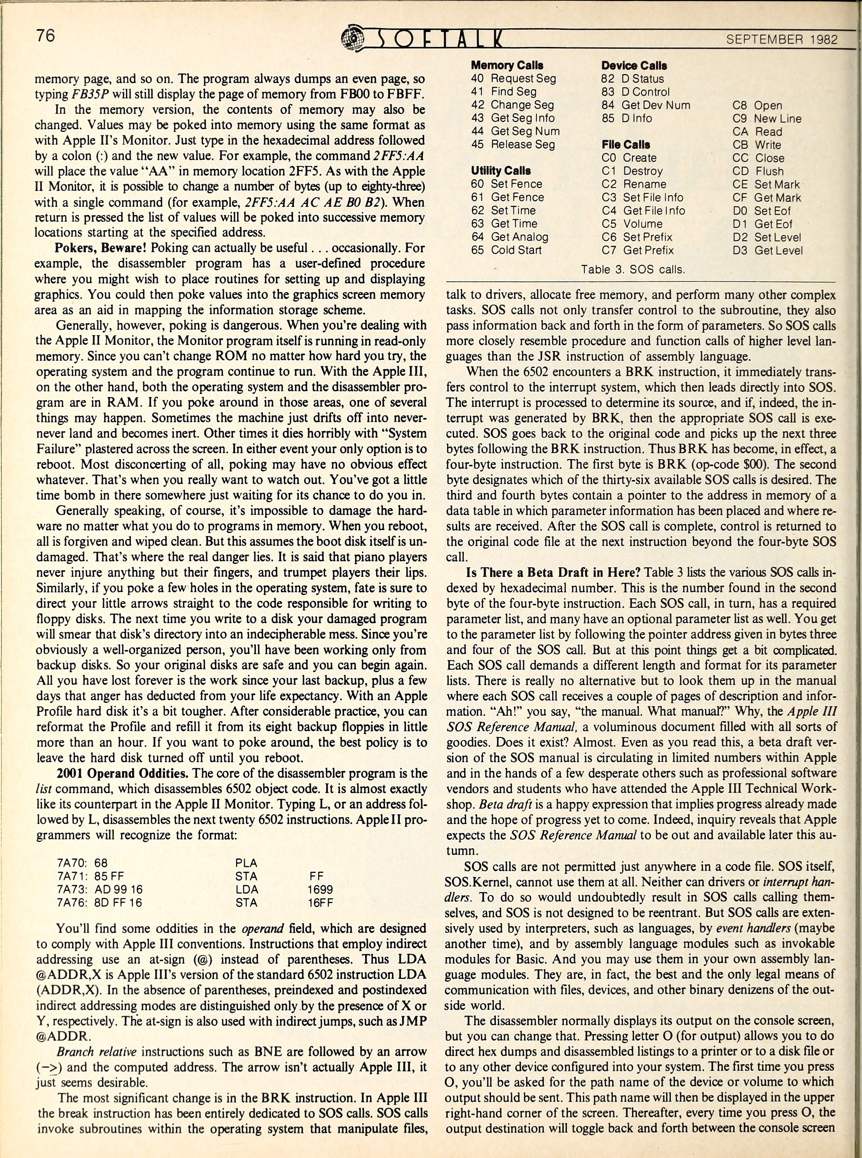 76
SOFTALK
SEPTEMBER 1982
memory page, and so on. The program always dumps an even page, so
typing FB35P will still display the page of memory from FB00 to FBFF.
In the memory version, the contents of memory may also be
changed. Values may be poked into memory using the same format as
with Apple II's Monitor. Just type in the hexadecimal address followed
by a colon (:) and the new value. For example, the command 2FF5:AA
will place the value "AA" in memory location 2FF5. As with the Apple
II Monitor, it is possible to change a number of bytes (up to eighty-three)
with a single command (for example, 2FF5:AA AC AE B0 B2). When
return is pressed the list of values will be poked into successive memory
locations starting at the specified address.
Pokers, Beware! Poking can actually be useful . . . occasionally. For
example, the disassembler program has a user-defined procedure
where you might wish to place routines for setting up and displaying
graphics. You could then poke values into the graphics screen memory
area as an aid in mapping the information storage scheme.
Generally, however, poking is dangerous. When you're dealing with
the Apple II Monitor, the Monitor program itself is running in read-only
memory. Since you can't change ROM no matter how hard you try, the
operating system and the program continue to run. With the Apple III,
on the other hand, both the operating system and the disassembler pro-
gram are in RAM. If you poke around in those areas, one of several
things may happen. Sometimes the machine just drifts off into never-
never land and becomes inert. Other times it dies horribly with "System
Failure" plastered across the screen. In either event your only option is to
reboot. Most disconcerting of all, poking may have no obvious effect
whatever. That's when you really want to watch out. You've got a little
time bomb in there somewhere just waiting for its chance to do you in.
Generally speaking, of course, it's impossible to damage the hard-
ware no matter what you do to programs in memory. When you reboot,
all is forgiven and wiped clean. But this assumes the boot disk itself is un-
damaged. That's where the real danger lies. It is said that piano players
never injure anything but their fingers, and trumpet players their lips.
Similarly, if you poke a few holes in the operating system, fate is sure to
direct your little arrows straight to the code responsible for writing to
floppy disks. The next time you write to a disk your damaged program
will smear that disk's directory into an indecipherable mess. Since you're
obviously a well-organized person, you'll have been working only from
backup disks. So your original disks are safe and you can begin again.
All you have lost forever is the work since your last backup, plus a few
days that anger has deducted from your life expectancy. With an Apple
Profile hard disk it's a bit tougher. After considerable practice, you can
reformat the Profile and refill it from its eight backup floppies in little
more than an hour. If you want to poke around, the best policy is to
leave the hard disk turned off until you reboot.
2001 Operand Oddities. The core of the disassembler program is the
list command, which disassembles 6502 object code. It is almost exactly
like its counterpart in the Apple II Monitor. Typing L, or an address fol-
lowed by L, disassembles the next twenty 6502 instructions. Apple II pro-
grammers will recognize the format:
7A70: 68 PLA
7A71: 85 FF STA FF
7A73: AD 99 16 LDA 1699
7A76: 8D FF 16 STA 16FF
You'll find some oddities in the operand field, which are designed
to comply with Apple III conventions. Instructions that employ indirect
addressing use an at-sign (@) instead of parentheses. Thus LDA
@ADDR,X is Apple III's version of the standard 6502 instruction LDA
(ADDR,X). In the absence of parentheses, preindexed and postindexed
indirect addressing modes are distinguished only by the presence of X or
Y, respectively. The at-sign is also used with indirect jumps, such as JMP
@ADDR.
Branch relative instructions such as BNE are followed by an arrow
(->) and the computed address. The arrow isn't actually Apple III, it
just seems desirable.
The most significant change is in the BRK instruction. In Apple III
the break instruction has been entirely dedicated to SOS calls. SOS calls
invoke subroutines within the operating system that manipulate files,
Memory Calls
40 Request Seg
41 Find Seg
42 Change Seg
43 Get Seg Info
44 Get Seg Num
45 Release Seg
Utility Calls
60 Set Fence
61 Get Fence
62 Set Time
63 Get Time
64 Get Analog
65 Cold Start
Device Calls
82 D Status
83 D Control
84 Get Dev Num
85 D Info
File Calls
C0 Create
C1 Destroy
C2 Rename
C3 Set File Info
C4 Get File Info
C5 Volume
C6 Set Prefix
C7 Get Prefix
C8 Open
C9 New Line
CA Read
CB Write
CC Close
CD Flush
CE Set Mark
CF Get Mark
D0 Set Eof
D1 Get Eof
D2 Set Level
D3 Get Level
Table 3. SOS calls.
talk to drivers, allocate free memory, and perform many other complex
tasks. SOS calls not only transfer control to the subroutine, they also
pass information back and forth in the form of parameters. So SOS calls
more closely resemble procedure and function calls of higher level lan-
guages than the JSR instruction of assembly language.
When the 6502 encounters a BRK instruction, it immediately trans-
fers control to the interrupt system, which then leads directly into SOS.
The interrupt is processed to determine its source, and if, indeed, the in-
terrupt was generated by BRK, then the appropriate SOS call is exe-
cuted. SOS goes back to the original code and picks up the next three
bytes following the BRK instruction. Thus BRK has become, in effect, a
four-byte instruction. The first byte is BRK (op-code $00). The second
byte designates which of the thirty-six available SOS calls is desired. The
third and fourth bytes contain a pointer to the address in memory of a
data table in which parameter information has been placed and where re-
sults are received. After the SOS call is complete, control is returned to
the original code file at the next instruction beyond the four-byte SOS
call.
Is There a Beta Draft in Here? Table 3 lists the various SOS calls in-
dexed by hexadecimal number. This is the number found in the second
byte of the four-byte instruction. Each SOS call, in turn, has a required
parameter list, and many have an optional parameter list as well. You get
to the parameter list by following the pointer address given in bytes three
and four of the SOS call. But at this point things get a bit complicated.
Each SOS call demands a different length and format for its parameter
lists. There is really no alternative but to look them up in the manual
where each SOS call receives a couple of pages of description and infor-
mation. "Ah!" you say, "the manual. What manual?" Why, the Apple III
SOS Reference Manual, a voluminous document filled with all sorts of
goodies. Does it exist? Almost. Even as you read this, a beta draft ver-
sion of the SOS manual is circulating in limited numbers within Apple
and in the hands of a few desperate others such as professional software
vendors and students who have attended the Apple III Technical Work-
shop. Beta draft is a happy expression that implies progress already made
and the hope of progress yet to come. Indeed, inquiry reveals that Apple
expects the SOS Reference Manual to be out and available later this au-
tumn.
SOS calls are not permitted just anywhere in a code file. SOS itself,
SOS.Kernel, cannot use them at all. Neither can drivers or interrupt han-
dlers. To do so would undoubtedly result in SOS calls calling them-
selves, and SOS is not designed to be reentrant. But SOS calls are exten-
sively used by interpreters, such as languages, by event handlers (maybe
another time), and by assembly language modules such as invokable
modules for Basic. And you may use them in your own assembly lan-
guage modules. They are, in fact, the best and the only legal means of
communication with files, devices, and other binary denizens of the out-
side world.
The disassembler normally displays its output on the console screen,
but you can change that. Pressing letter O (for output) allows you to do
direct hex dumps and disassembled listings to a printer or to a disk file or
to any other device configured into your system. The first time you press
O, you'll be asked for the path name of the device or volume to which
output should be sent. This path name will then be displayed in the upper
right-hand corner of the screen. Thereafter, every time you press O, the
output destination will toggle back and forth between the console screen